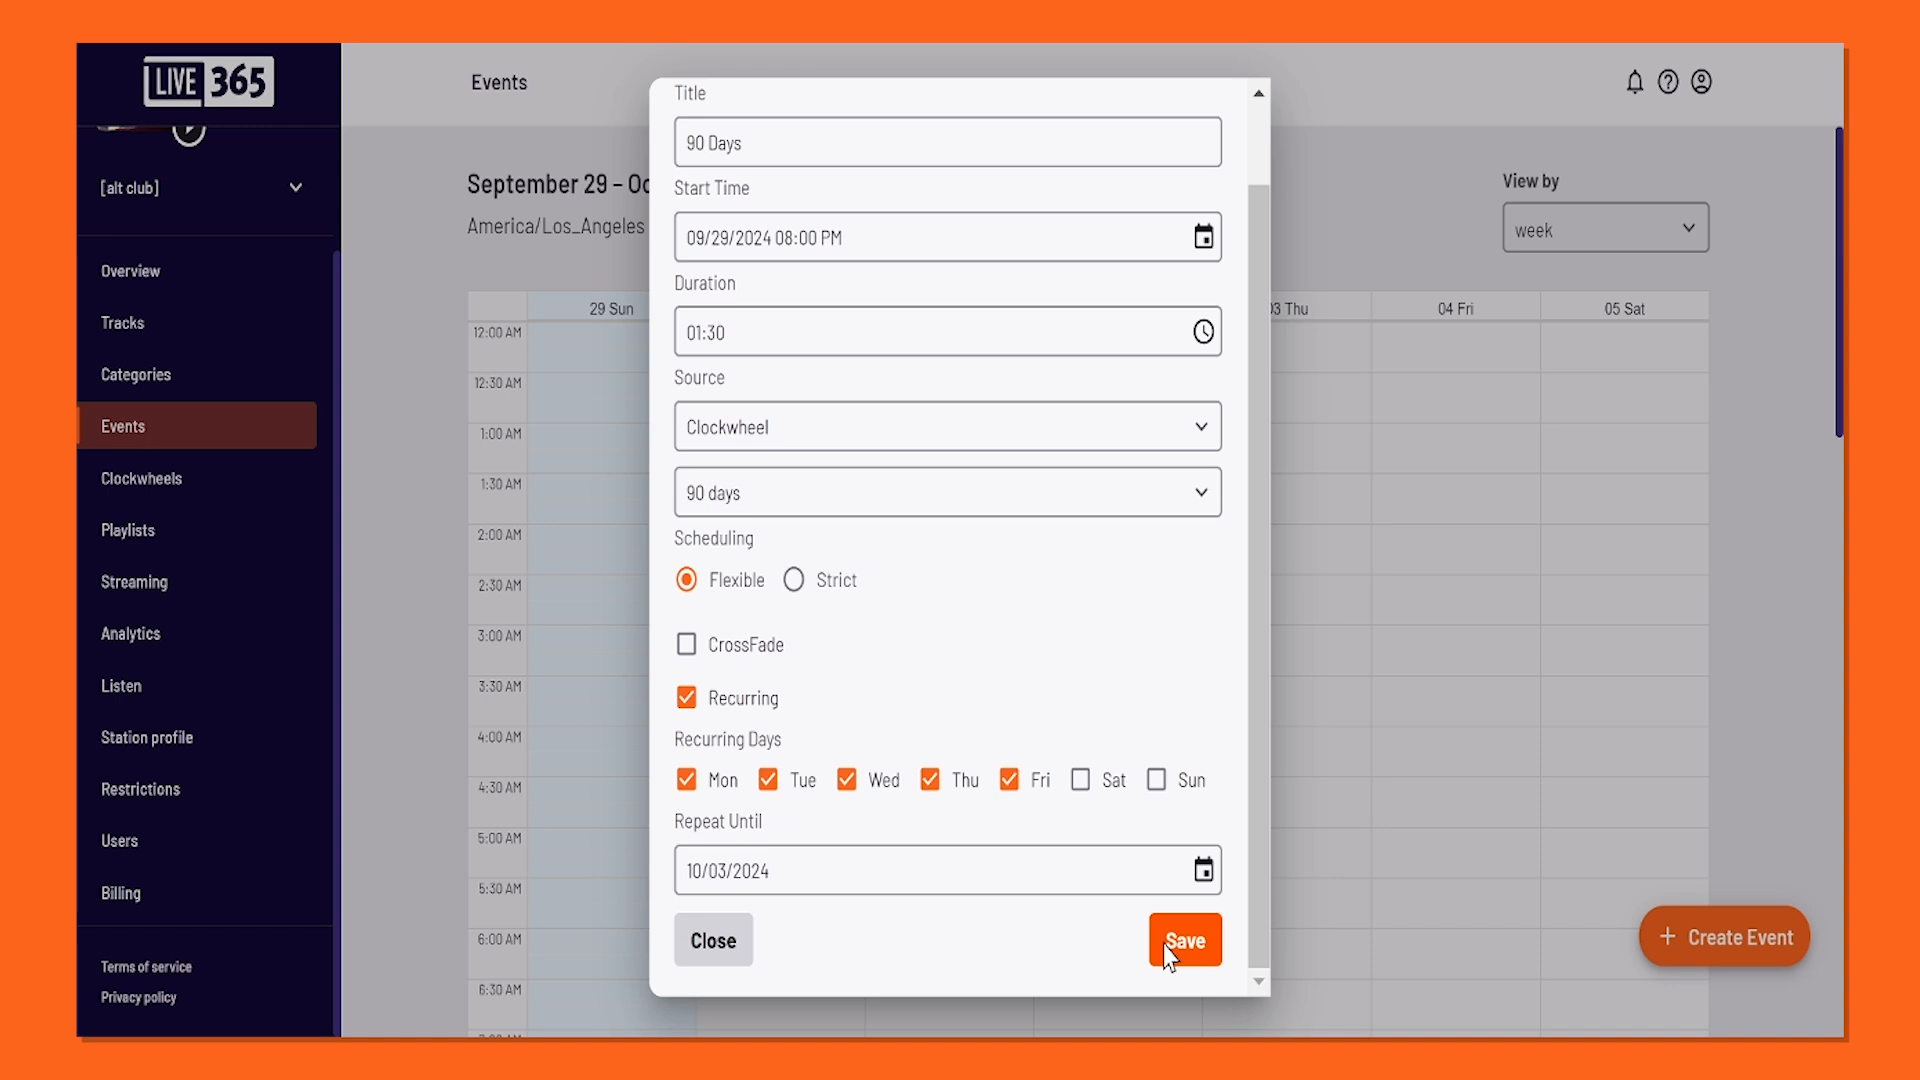 LIVE 365
[alt club]
Overview
Tracks
Categories
Events
Clockwheels
Playlists
Streaming
Analytics
Listen
Station profile
Restrictions
Users
Billing
Terms of service
Privacy policy
Events
September 29 – Oc
America/Los_Angeles
View by
week
29 Sun
03 Thu
04 Fri
05 Sat
12:00 AM
12:30 AM
1:00 AM
1:30 AM
2:00 AM
2:30 AM
3:00 AM
3:30 AM
4:00 AM
4:30 AM
5:00 AM
5:30 AM
6:00 AM
6:30 AM
Title
90 Days
Start Time
09/29/2024 08:00 PM
Duration
01:30
Source
Clockwheel
90 days
Scheduling
Flexible Strict
CrossFade
Recurring
Recurring Days
Mon Tue Wed Thu Fri Sat Sun
Repeat Until
10/03/2024
Close Save
+ Create Event